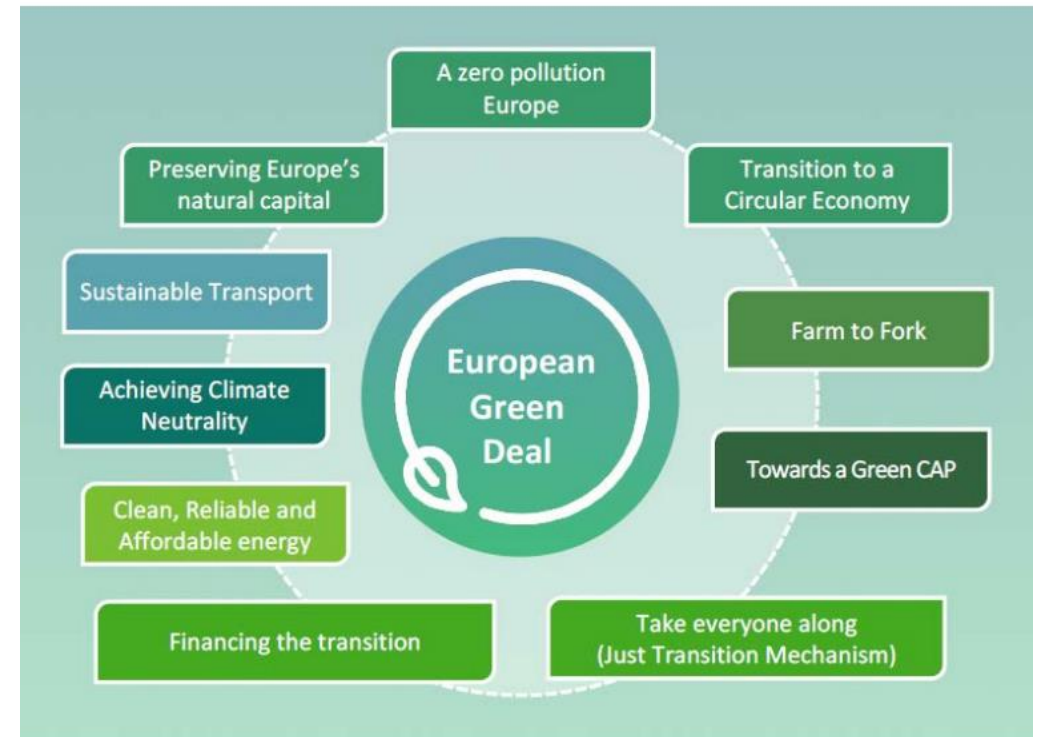 A zero pollution
Europe
Preserving Europe's
natural capital
Transition to a
Circular Economy
Sustainable Transport
Farm to Fork
European
Green
Deal
Achieving Climate
Neutrality
Towards a Green CAP
Clean, Reliable and
Affordable energy
Financing the transition
Take everyone along
(Just Transition Mechanism)